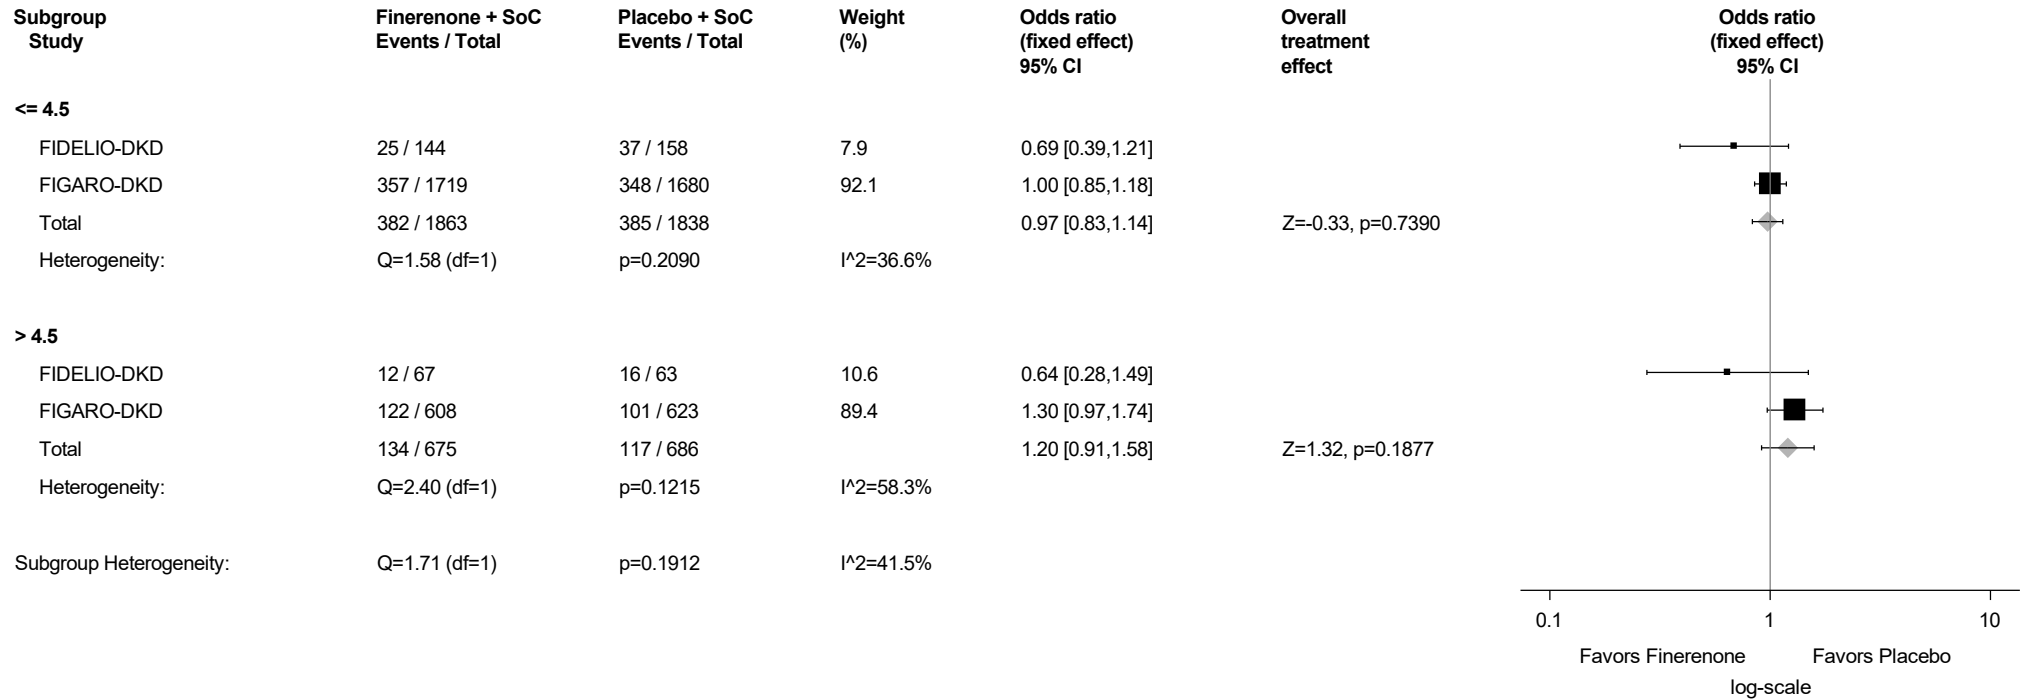 Subgroup Finerenone + SoC Placebo + SoC Weight Odds ratio Overall Odds ratio
Study Events / Total Events / Total (%) (fixed effect) treatment (fixed effect)
95% CI effect 95% CI
<= 4.5
FIDELIO-DKD 25 / 144 37 / 158 7.9 0.69 [0.39,1.21]
FIGARO-DKD 357 / 1719 348 / 1680 92.1 1.00 [0.85,1.18]
Total 382 / 1863 385 / 1838 0.97 [0.83,1.14] Z=-0.33, p=0.7390
Heterogeneity: Q=1.58 (df=1) p=0.2090 I^2=36.6%
> 4.5
FIDELIO-DKD 12 / 67 16 / 63 10.6 0.64 [0.28,1.49]
FIGARO-DKD 122 / 608 101 / 623 89.4 1.30 [0.97,1.74]
Total 134 / 675 117 / 686 1.20 [0.91,1.58] Z=1.32, p=0.1877
Heterogeneity: Q=2.40 (df=1) p=0.1215 I^2=58.3%
Subgroup Heterogeneity: Q=1.71 (df=1) p=0.1912 I^2=41.5%
0.1 1 10
Favors Finerenone Favors Placebo
log-scale